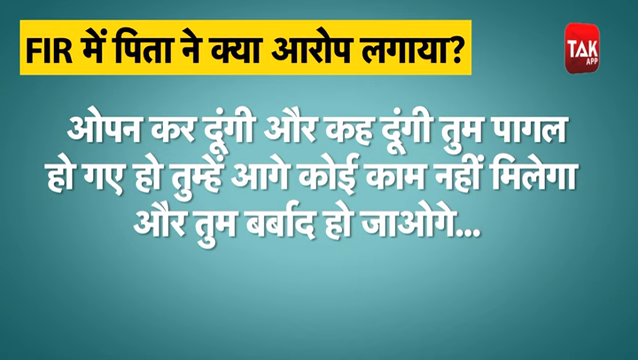 FIR में पिता ने क्या आरोप लगाया?
TAK
APP
ओपन कर दूंगी और कह दूंगी तुम पागल
हो गए हो तुम्हें आगे कोई काम नहीं मिलेगा
और तुम बर्बाद हो जाओगे...